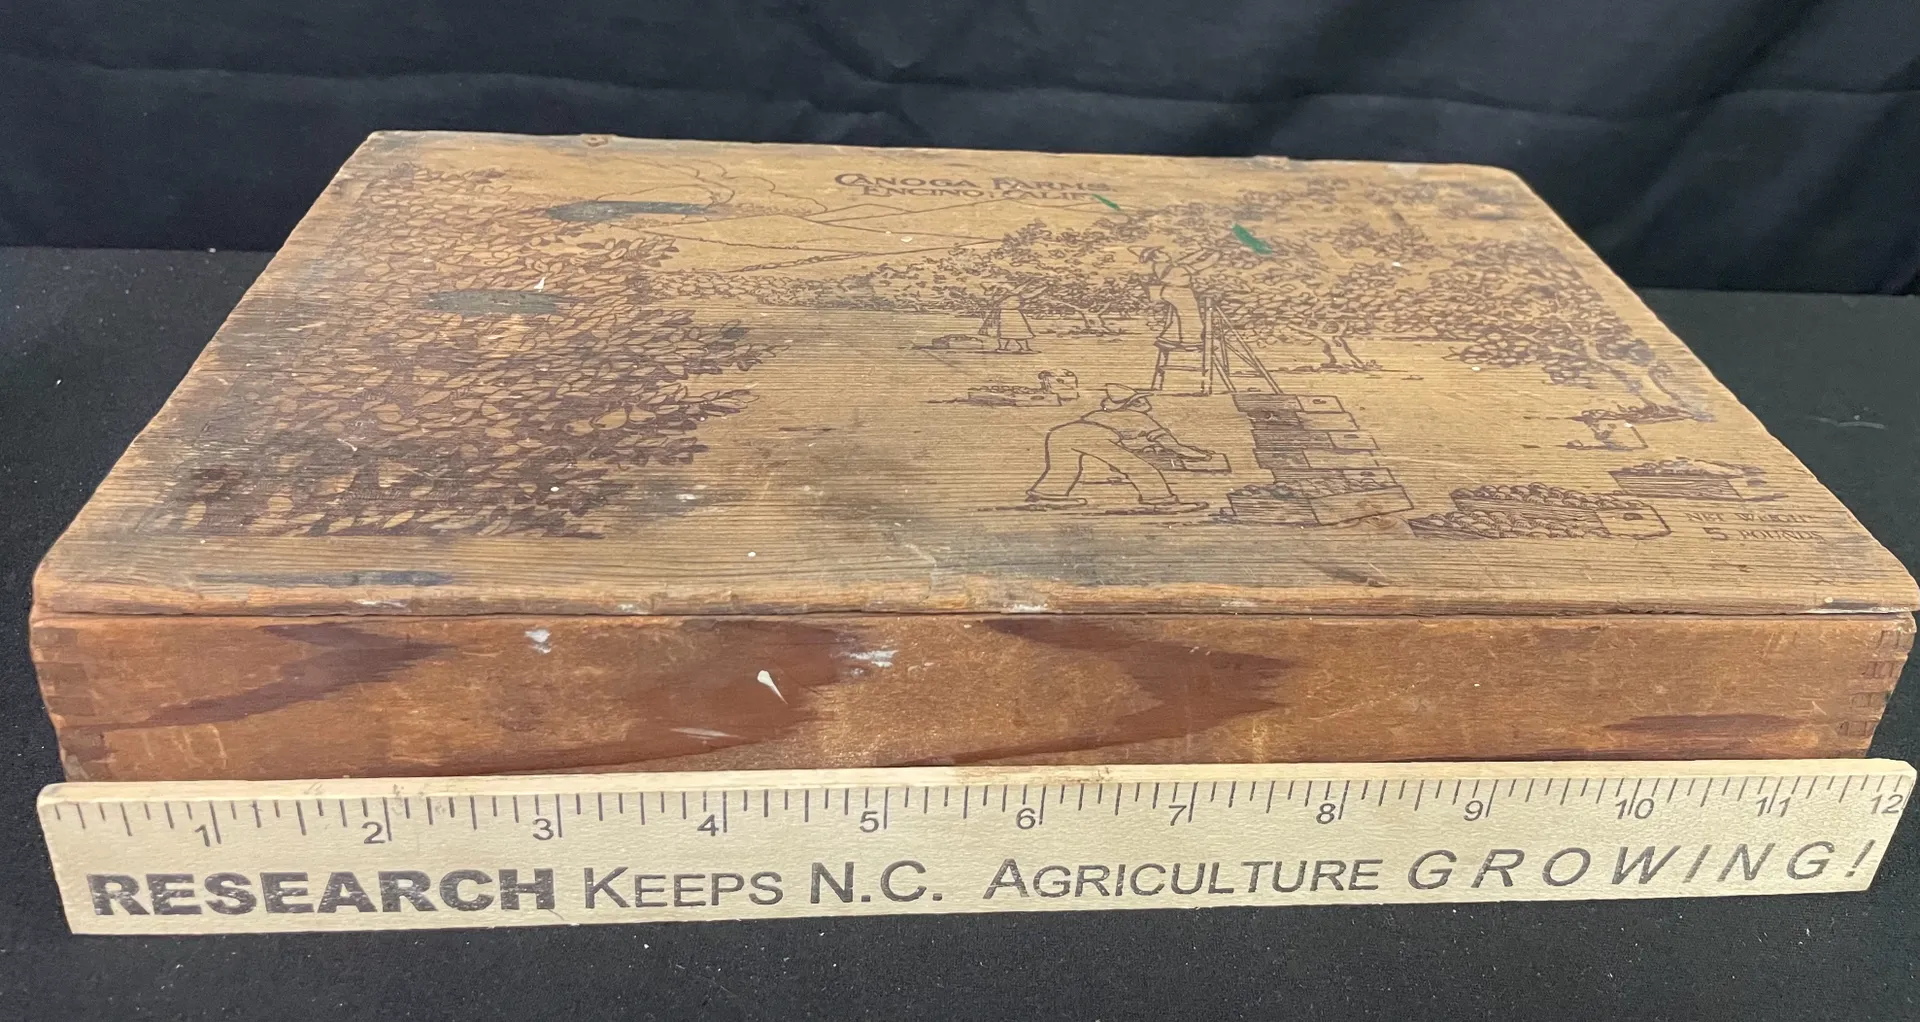 CANOGA FARMS
ENCINO, CALIF.
NET WEIGHT
5 POUNDS
1 2 3 4 5 6 7 8 9 10 11 12
RESEARCH KEEPS N.C. AGRICULTURE GROWING!